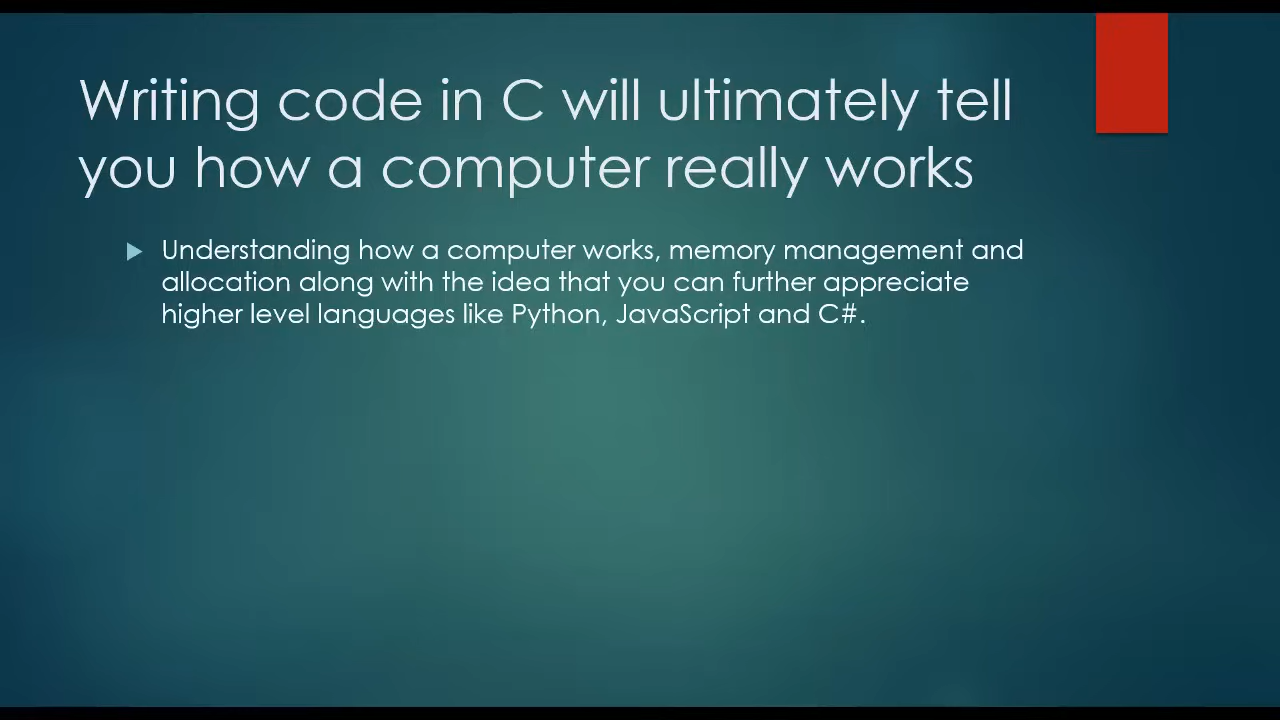 Writing code in C will ultimately tell
you how a computer really works
Understanding how a computer works, memory management and
allocation along with the idea that you can further appreciate
higher level languages like Python, JavaScript and C#.